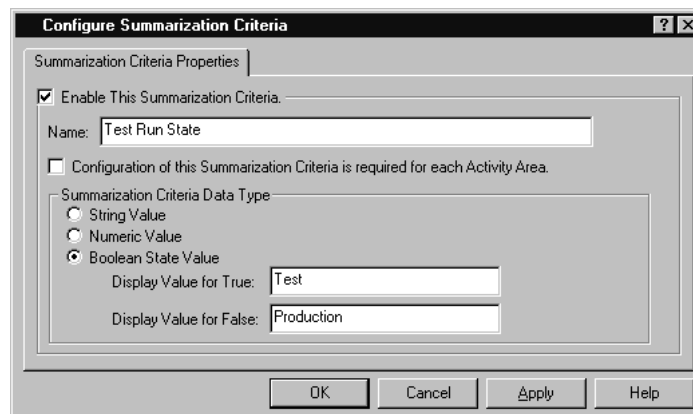 Configure Summarization Criteria
Summarization Criteria Properties
Enable This Summarization Criteria.
Name: Test Run State
Configuration of this Summarization Criteria is required for each Activity Area.
Summarization Criteria Data Type
String Value
Numeric Value
Boolean State Value
Display Value for True: Test
Display Value for False: Production
OK Cancel Apply Help